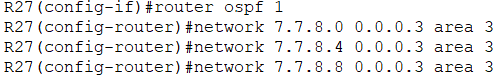 R27(config-if)#router ospf 1
R27(config-router)#network 7.7.8.0 0.0.0.3 area 3
R27(config-router)#network 7.7.8.4 0.0.0.3 area 3
R27(config-router)#network 7.7.8.8 0.0.0.3 area 3